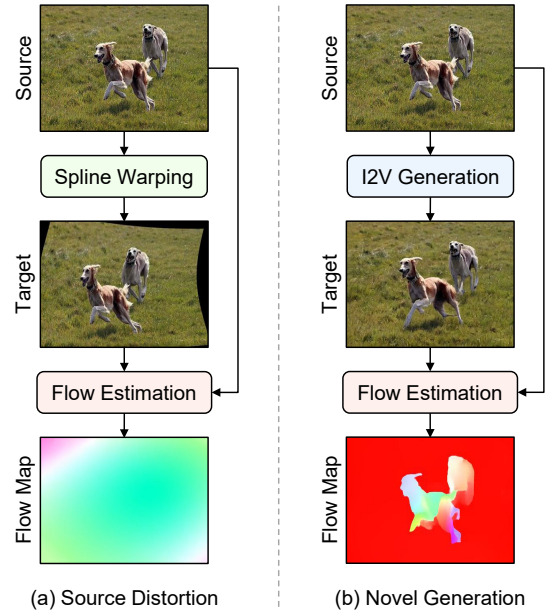 Source
Spline Warping
Target
Flow Estimation
Flow Map
(a) Source Distortion
Source
I2V Generation
Target
Flow Estimation
Flow Map
(b) Novel Generation